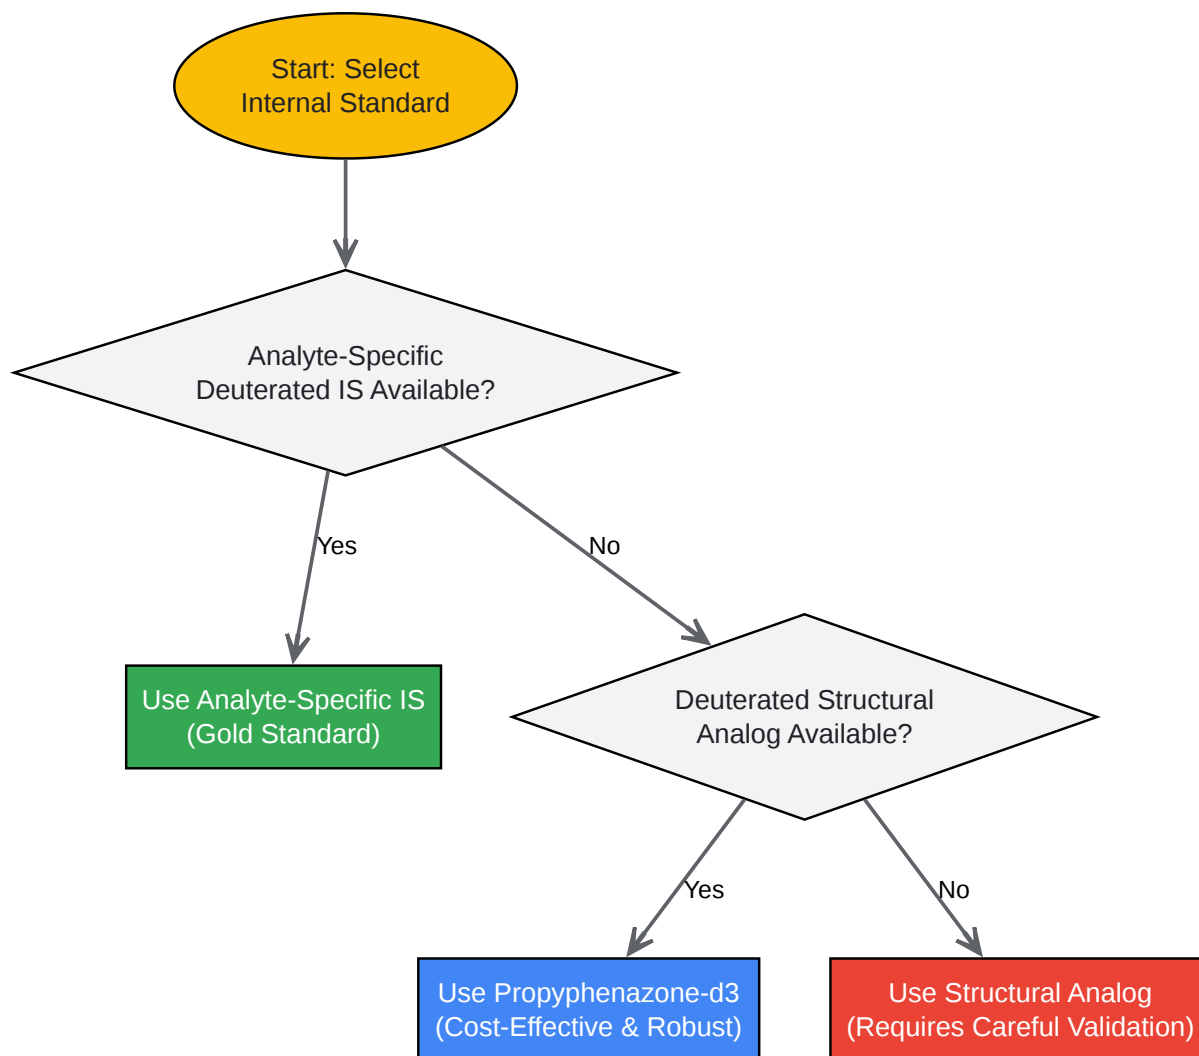 Start: Select
Internal Standard
Analyte-Specific
Deuterated IS Available?
Yes
No
Use Analyte-Specific IS
(Gold Standard)
Deuterated Structural
Analog Available?
Yes
No
Use Propyphenazone-d3
(Cost-Effective & Robust)
Use Structural Analog
(Requires Careful Validation)